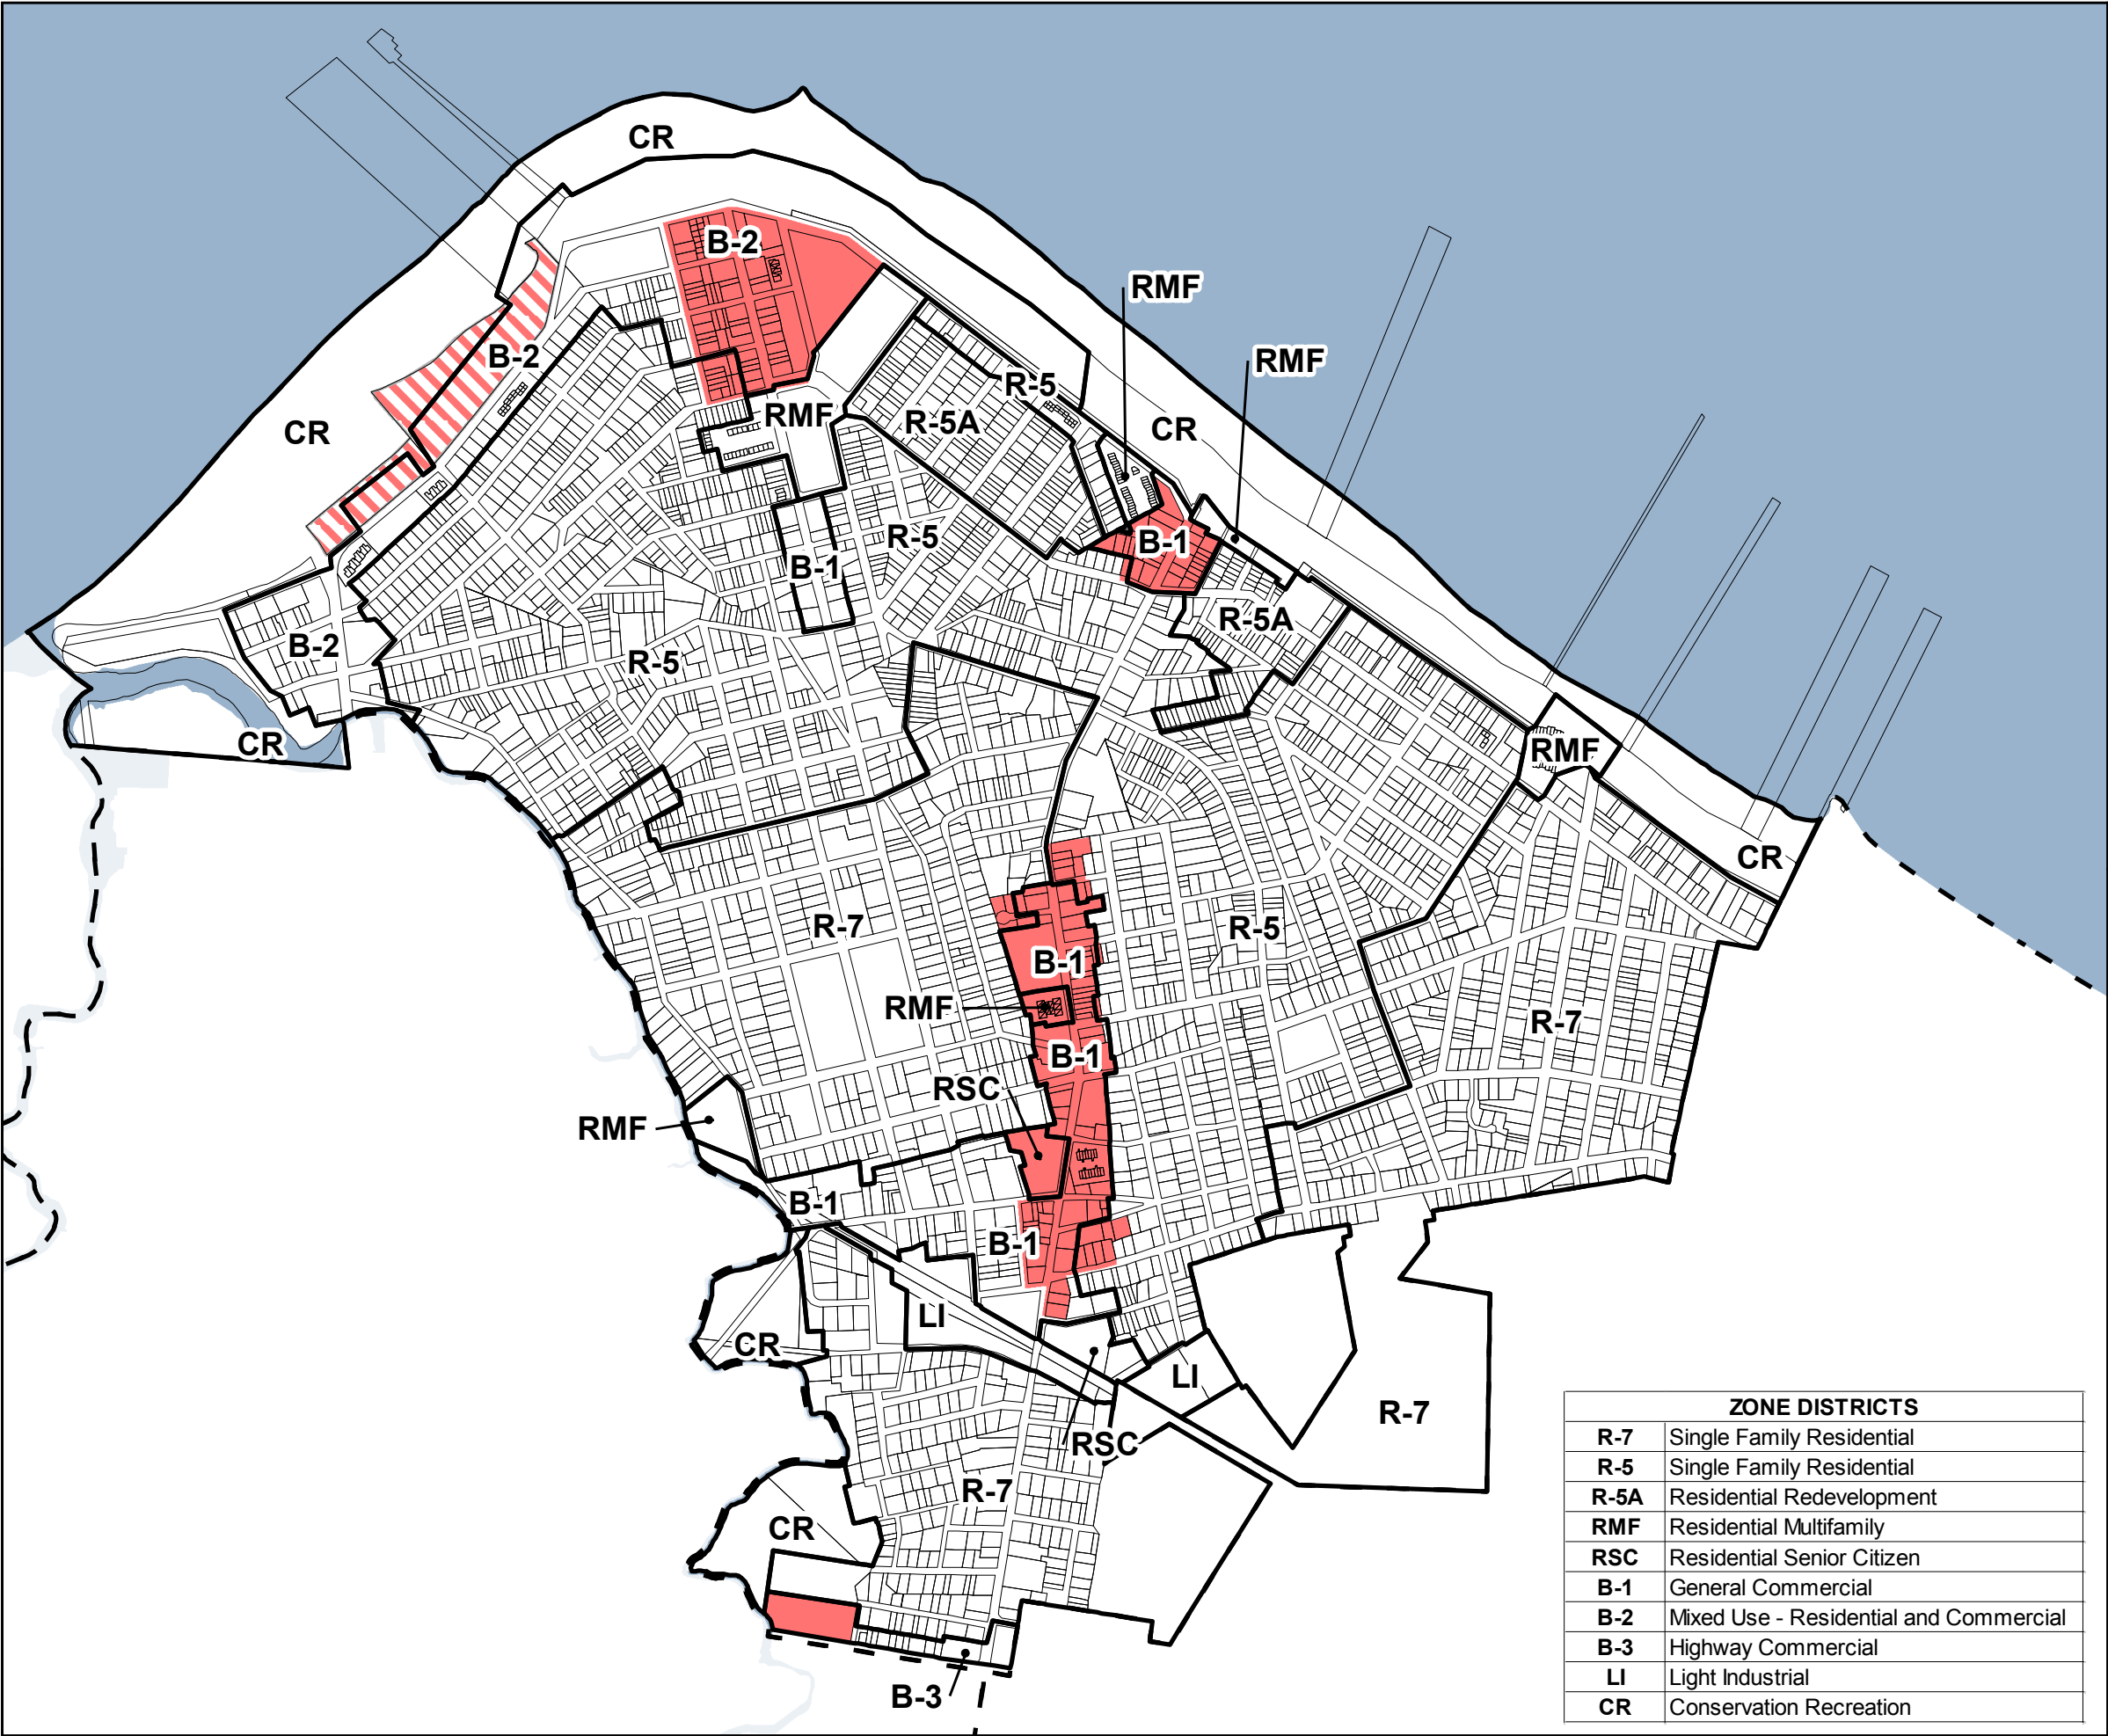 CR
B-2
RMF
RMF
B-2
R-5
RMF
R-5A
CR
CR
R-5
B-1
B-1
R-5A
B-2
R-5
CR
RMF
CR
R-7
R-5
B-1
RMF
R-7
B-1
RSC
RMF
B-1
B-1
LI
CR
LI
R-7
RSC
R-7
CR
B-3
ZONE DISTRICTS
R-7 Single Family Residential
R-5 Single Family Residential
R-5A Residential Redevelopment
RMF Residential Multifamily
RSC Residential Senior Citizen
B-1 General Commercial
B-2 Mixed Use - Residential and Commercial
B-3 Highway Commercial
LI Light Industrial
CR Conservation Recreation